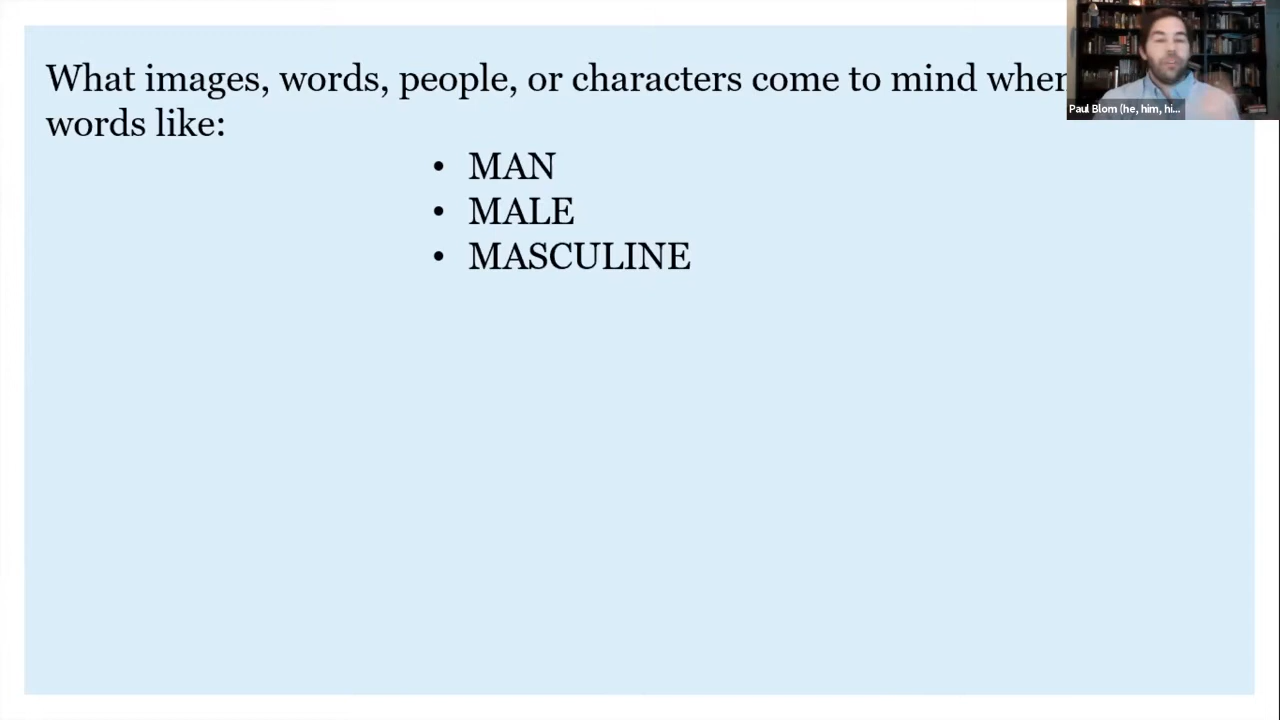 What images, words, people, or characters come to mind when
words like:
• MAN
• MALE
• MASCULINE
Paul Blom (he, him, hi...